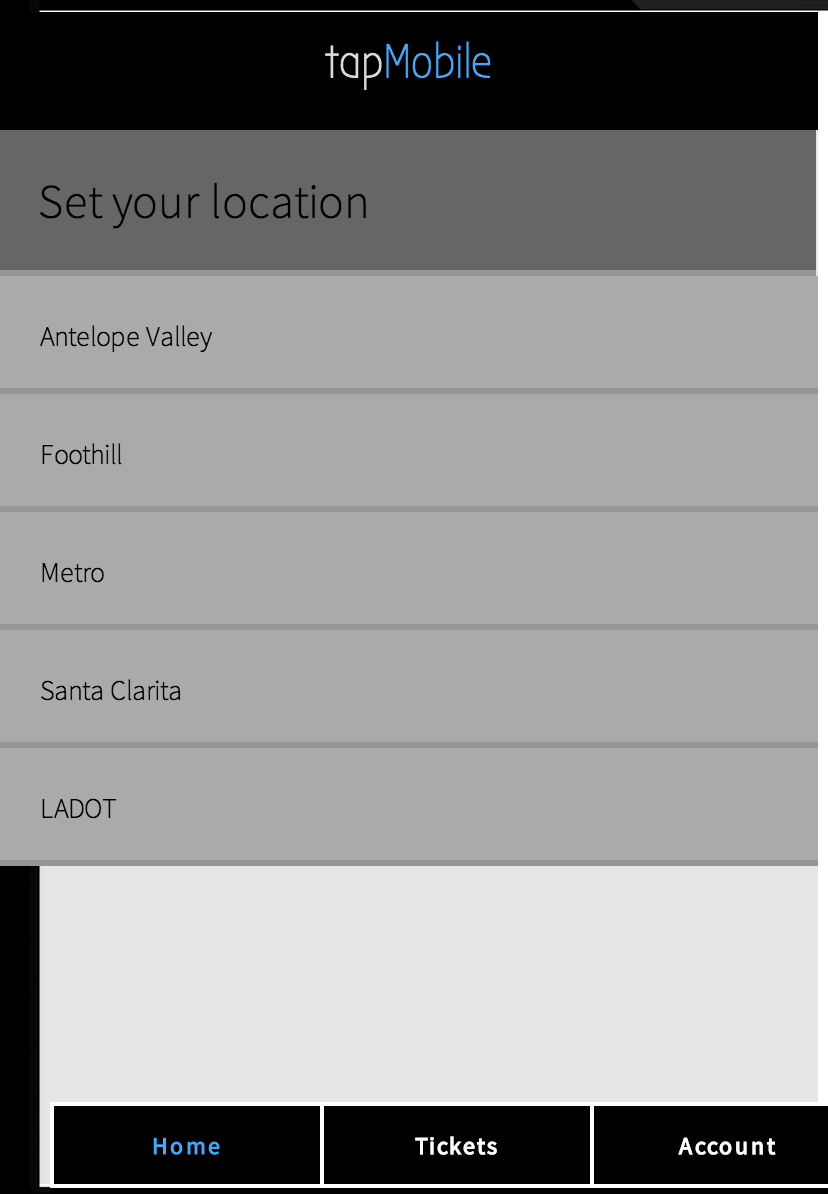 tapMobile
Set your location
Antelope Valley
Foothill
Metro
Santa Clarita
LADOT
Home Tickets Account